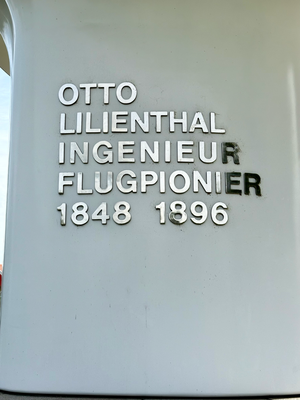 OTTO
LILIENTHAL
INGENIEUR
FLUGPIONIER
1848 1896